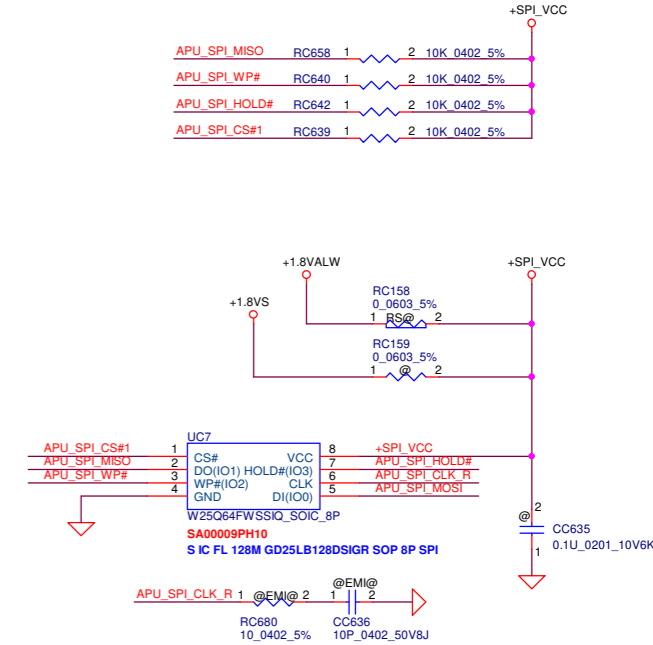 +SPI_VCC
APU_SPI_MISO RC658 1 2 10K_0402_5%
APU_SPI_WP# RC640 1 2 10K_0402_5%
APU_SPI_HOLD# RC642 1 2 10K_0402_5%
APU_SPI_CS#1 RC639 1 2 10K_0402_5%
+1.8VALW +SPI_VCC
RC158
+1.8VS 0_0603_5%
1 RS@ 2
RC159
0_0603_5%
1 @ 2
UC7
APU_SPI_CS#1 1 CS# VCC 8 +SPI_VCC
APU_SPI_MISO 2 DO(IO1) HOLD#(IO3) 7 APU_SPI_HOLD#
APU_SPI_WP# 3 WP#(IO2) CLK 6 APU_SPI_CLK_R
4 GND DI(IO0) 5 APU_SPI_MOSI
W25Q64FWSSIQ_SOIC_8P
SA00009PH10
S IC FL 128M GD25LB128DSIGR SOP 8P SPI
2
@
CC635
0.1U_0201_10V6K
1
APU_SPI_CLK_R 1 @EMI@ 2 1 @EMI@ 2
RC680 CC636
10_0402_5% 10P_0402_50V8J